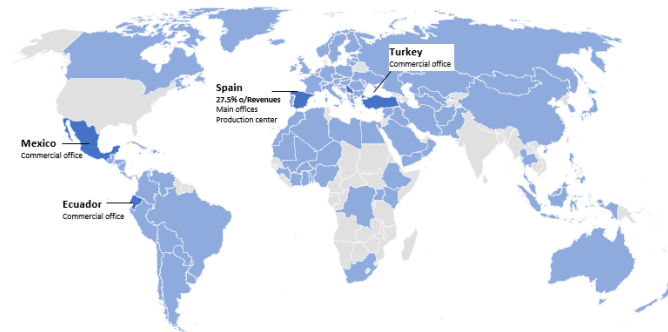 Turkey
Commercial office
Spain
27,5% o/Revenues
Main offices
Production center
Mexico
Commercial office
Ecuador
Commercial office